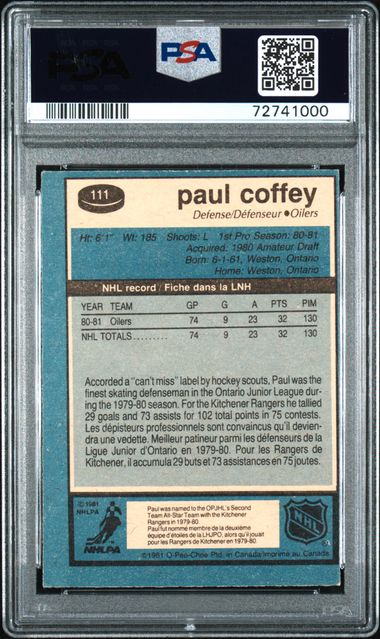 PSA
PSA
72741000
111
paul coffey
Defense/Défenseur ●Oilers
Ht: 6'1" Wt: 185 Shoots: L 1st Pro Season: 80-81
Acquired: 1980 Amateur Draft
Born: 6-1-61, Weston, Ontario
Home: Weston, Ontario
NHL record / Fiche dans la LNH
YEAR TEAM GP G A PTS PIM
80-81 Oilers 74 9 23 32 130
NHL TOTALS......... 74 9 23 32 130
Accorded a "can't miss" label by hockey scouts, Paul was the
finest skating defenseman in the Ontario Junior League dur-
ing the 1979-80 season. For the Kitchener Rangers he tallied
29 goals and 73 assists for 102 total points in 75 contests.
Les dépisteurs professionnels sont convaincus qu'il devien-
dra une vedette. Meilleur patineur parmi les défenseurs de la
Ligue Junior d'Ontario en 1979-80. Pour les Rangers de
Kitchener, il accumula 29 buts et 73 assistances en 75 joutes.
© 1981
NHLPA
NHLPA
Paul was named to the OPJHL's Second
Team All-Star Team with the Kitchener
Rangers in 1979-80.
Paul fut nommé membre de la deuxième
équipe d'étoiles de la LHJPO, alors qu'il jouait
pour les Rangers de Kitchener en 1979-80.
NHL
©1981 O-Pee-Chee Ptd. in Canada/Imprimé au Canada